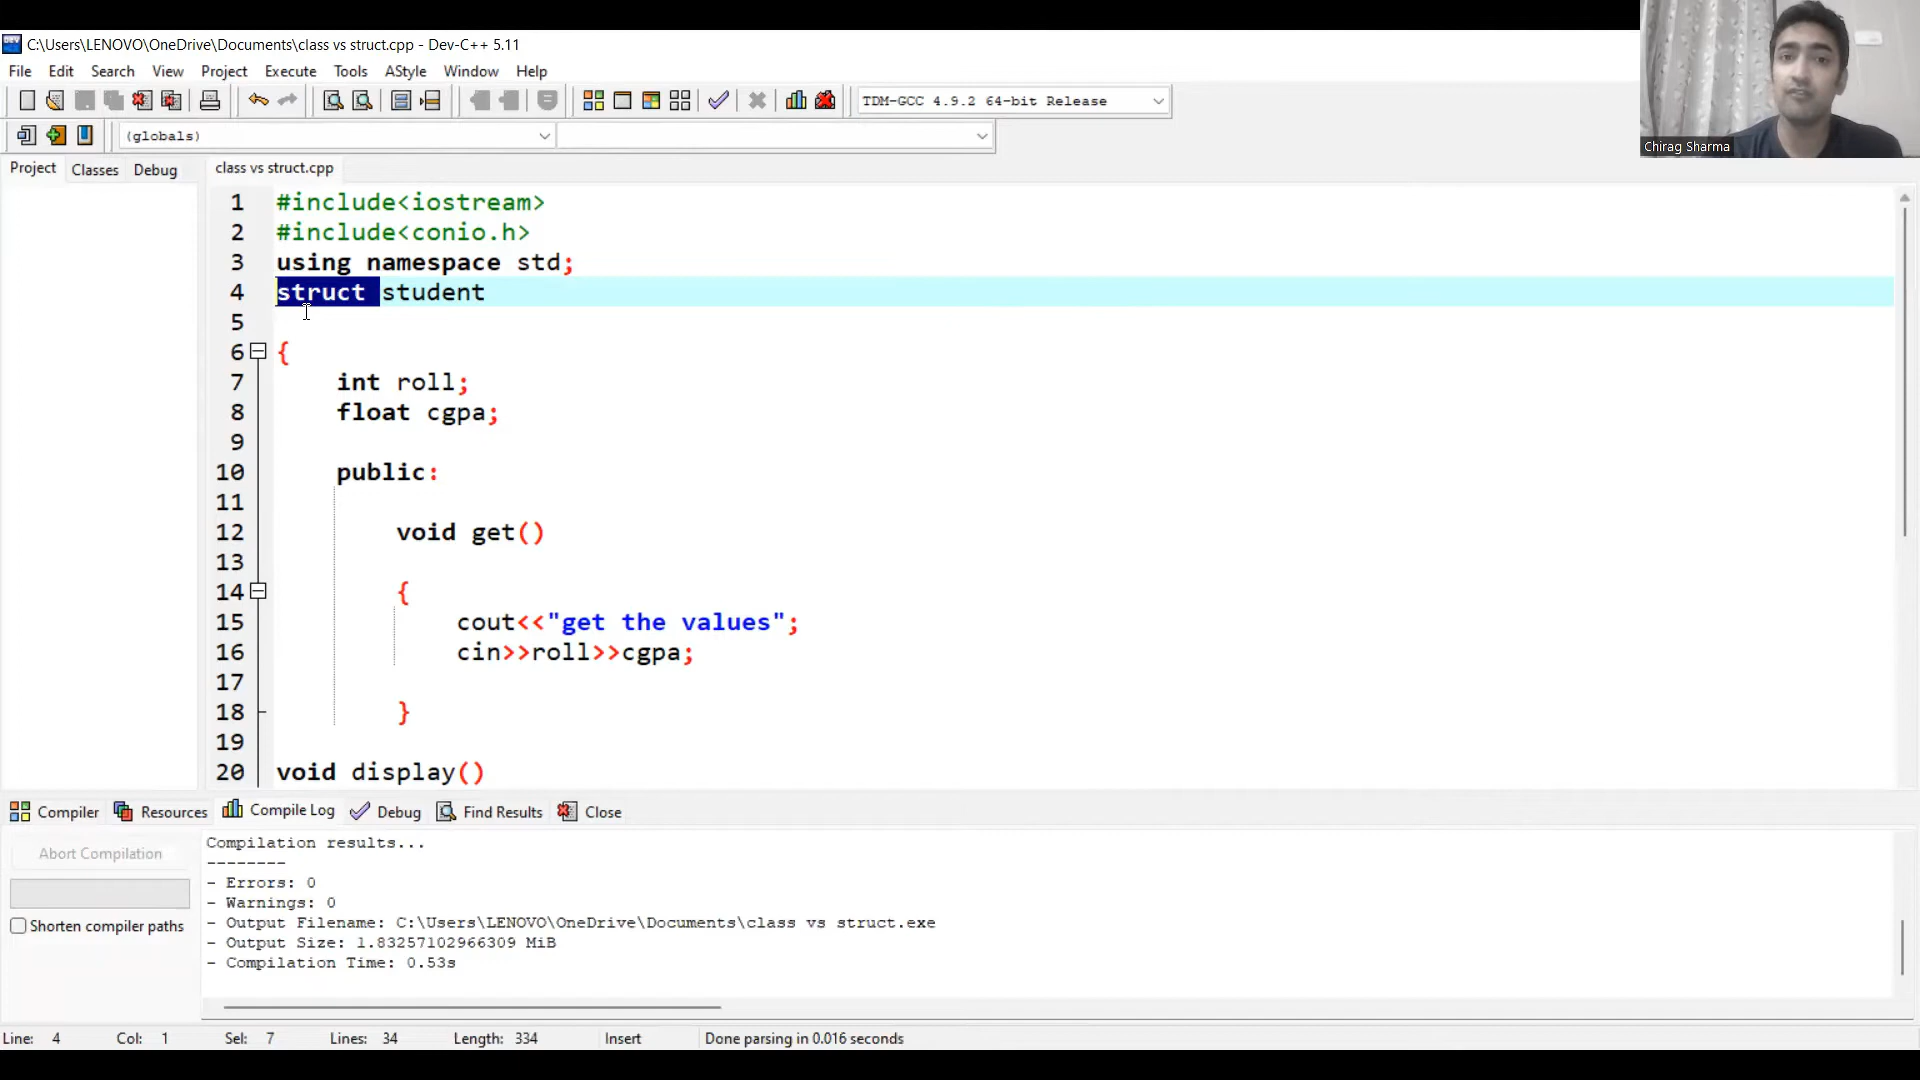 C:\Users\LENOVO\OneDrive\Documents\class vs struct.cpp - Dev-C++ 5.11
File Edit Search View Project Execute Tools AStyle Window Help
TDM-GCC 4.9.2 64-bit Release
Chirag Sharma
(globals)
Project Classes Debug class vs struct.cpp
1 #include<iostream>
2 #include<conio.h>
3 using namespace std;
4 struct student
5
6 {
7 int roll;
8 float cgpa;
9
10 public:
11
12 void get()
13
14 {
15 cout<<"get the values";
16 cin>>roll>>cgpa;
17
18 }
19
20 void display()
Compiler Resources Compile Log Debug Find Results Close
Abort Compilation
Shorten compiler paths
Compilation results...
--------
- Errors: 0
- Warnings: 0
- Output Filename: C:\Users\LENOVO\OneDrive\Documents\class vs struct.exe
- Output Size: 1.83257102966309 MiB
- Compilation Time: 0.53s
Line: 4 Col: 1 Sel: 7 Lines: 34 Length: 334 Insert Done parsing in 0.016 seconds